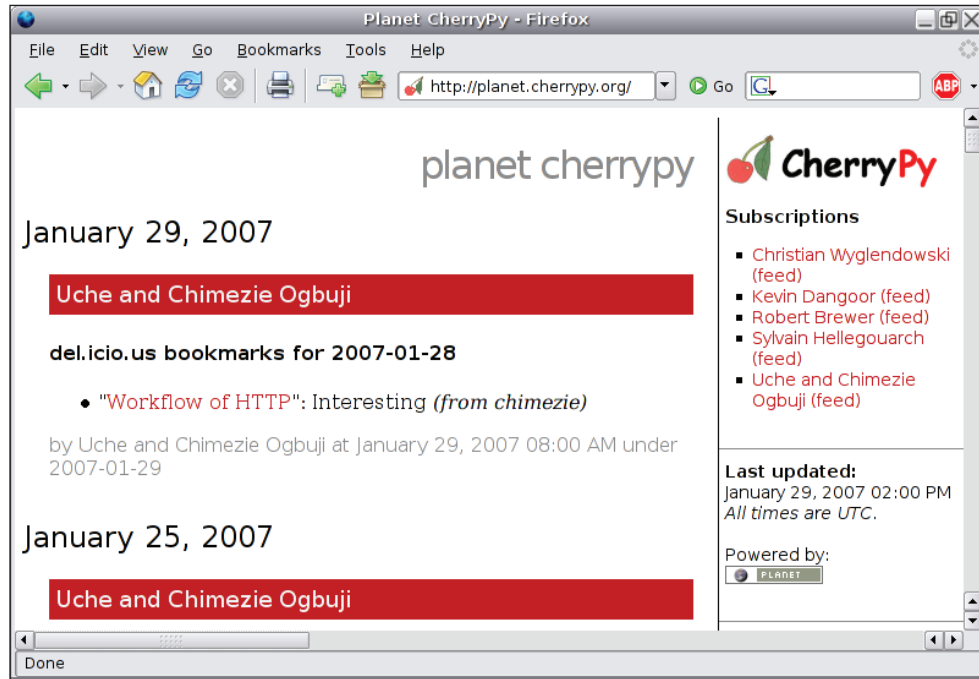 Planet CherryPy - Firefox
File Edit View Go Bookmarks Tools Help
http://planet.cherrypy.org/ Go G ABP
planet cherrypy
January 29, 2007
Uche and Chimezie Ogbuji
del.icio.us bookmarks for 2007-01-28
• "Workflow of HTTP": Interesting (from chimezie)
by Uche and Chimezie Ogbuji at January 29, 2007 08:00 AM under
2007-01-29
January 25, 2007
Uche and Chimezie Ogbuji
CherryPy
Subscriptions
Christian Wyglendowski
(feed)
Kevin Dangoor (feed)
Robert Brewer (feed)
Sylvain Hellegouarch
(feed)
Uche and Chimezie
Ogbuji (feed)
Last updated:
January 29, 2007 02:00 PM
All times are UTC.
Powered by:
PLANET
Done